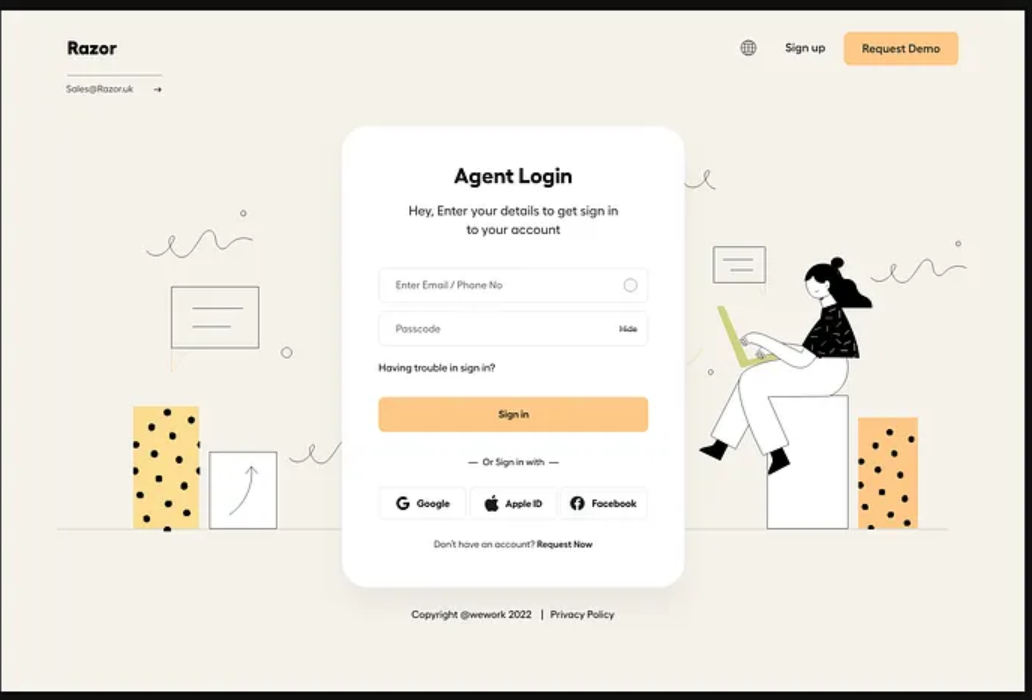 Razor
Sign up
Request Demo
Sales@Razor.uk
Agent Login
Hey, Enter your details to get sign in
to your account
Enter Email / Phone No
Passcode
Hide
Having trouble in sign in?
Sign in
Or Sign in with
Google
Apple ID
Facebook
Don't have an account? Request Now
Copyright @wework 2022 | Privacy Policy